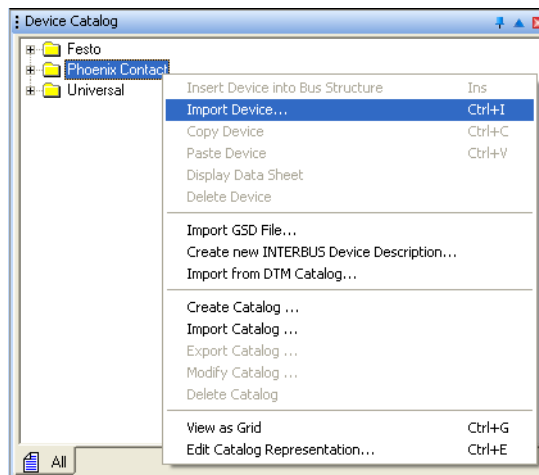 Device Catalog
Festo
Phoenix Contact
Universal
Insert Device into Bus Structure Ins
Import Device... Ctrl+I
Copy Device Ctrl+C
Paste Device Ctrl+V
Display Data Sheet
Delete Device
Import GSD File...
Create new INTERBUS Device Description...
Import from DTM Catalog...
Create Catalog ...
Import Catalog ...
Export Catalog ...
Modify Catalog ...
Delete Catalog
View as Grid Ctrl+G
Edit Catalog Representation... Ctrl+E
All